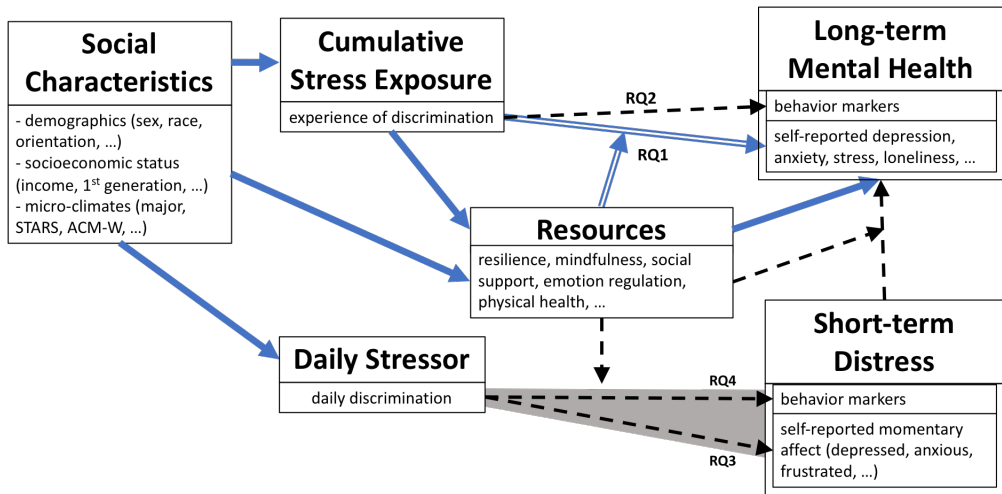 Social
Characteristics
- demographics (sex, race,
orientation, …)
- socioeconomic status
(income, 1st generation, …)
- micro-climates (major,
STARS, ACM-W, …)
Cumulative
Stress Exposure
experience of discrimination
RQ2
RQ1
Long-term
Mental Health
behavior markers
self-reported depression,
anxiety, stress, loneliness, …
Resources
resilience, mindfulness, social
support, emotion regulation,
physical health, …
Daily Stressor
daily discrimination
RQ4
RQ3
Short-term
Distress
behavior markers
self-reported momentary
affect (depressed, anxious,
frustrated, …)